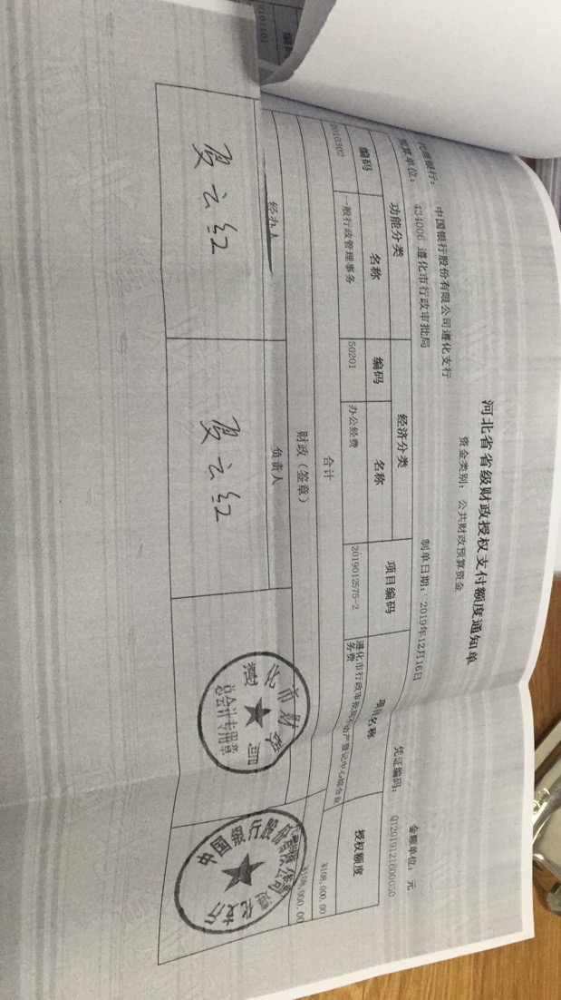 河北省省级财政授权支付额度通知单
资金类别： 公共财政预算资金
代理银行： 中国银行股份有限公司遵化支行
预算单位： 434006 遵化市行政审批局
制单日期： 2019年12月16日
凭证编码： QT2019121600050
金额单位： 元
功能分类 经济分类 项目编码 项目名称 授权额度
编码 名称 编码 名称
2010302 一般行政管理事务 50201 办公经费 2019012575-2 遵化市行政审批局不动产登记中心综合业务费 ¥108,000.00
合计 ¥108,000.00
财政（签章）
经办人 负责人
夏云红 夏云红
遵化市财政局
总会计专用章
中国银行股份有限公司遵化支行